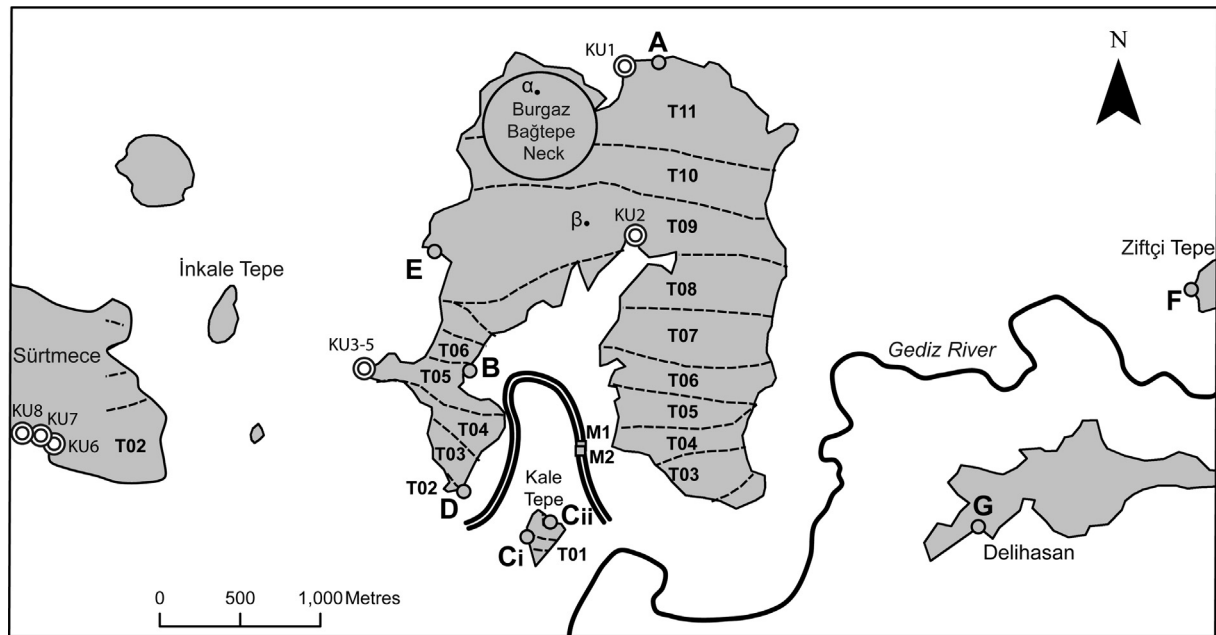 N
A
KU1
α
Burgaz
Bağtepe
Neck
T11
T10
β
KU2
T09
E
Ziftçi Tepe
F
İnkale Tepe
T08
Gediz River
Sürtmece
KU3-5
T07
T06
B
T05
T06
T05
T04
T03
T04
T03
KU8
KU7
KU6
T02
M1
M2
T02
D
Kale
Tepe
Cii
Ci
T01
G
Delihasan
0 500 1,000 Metres